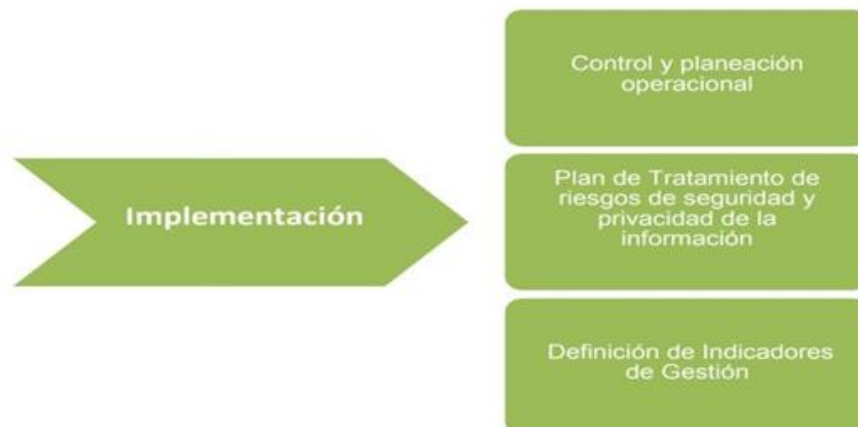 Implementación
Control y planeación
operacional
Plan de Tratamiento de
riesgos de seguridad y
privacidad de la
información
Definición de Indicadores
de Gestión